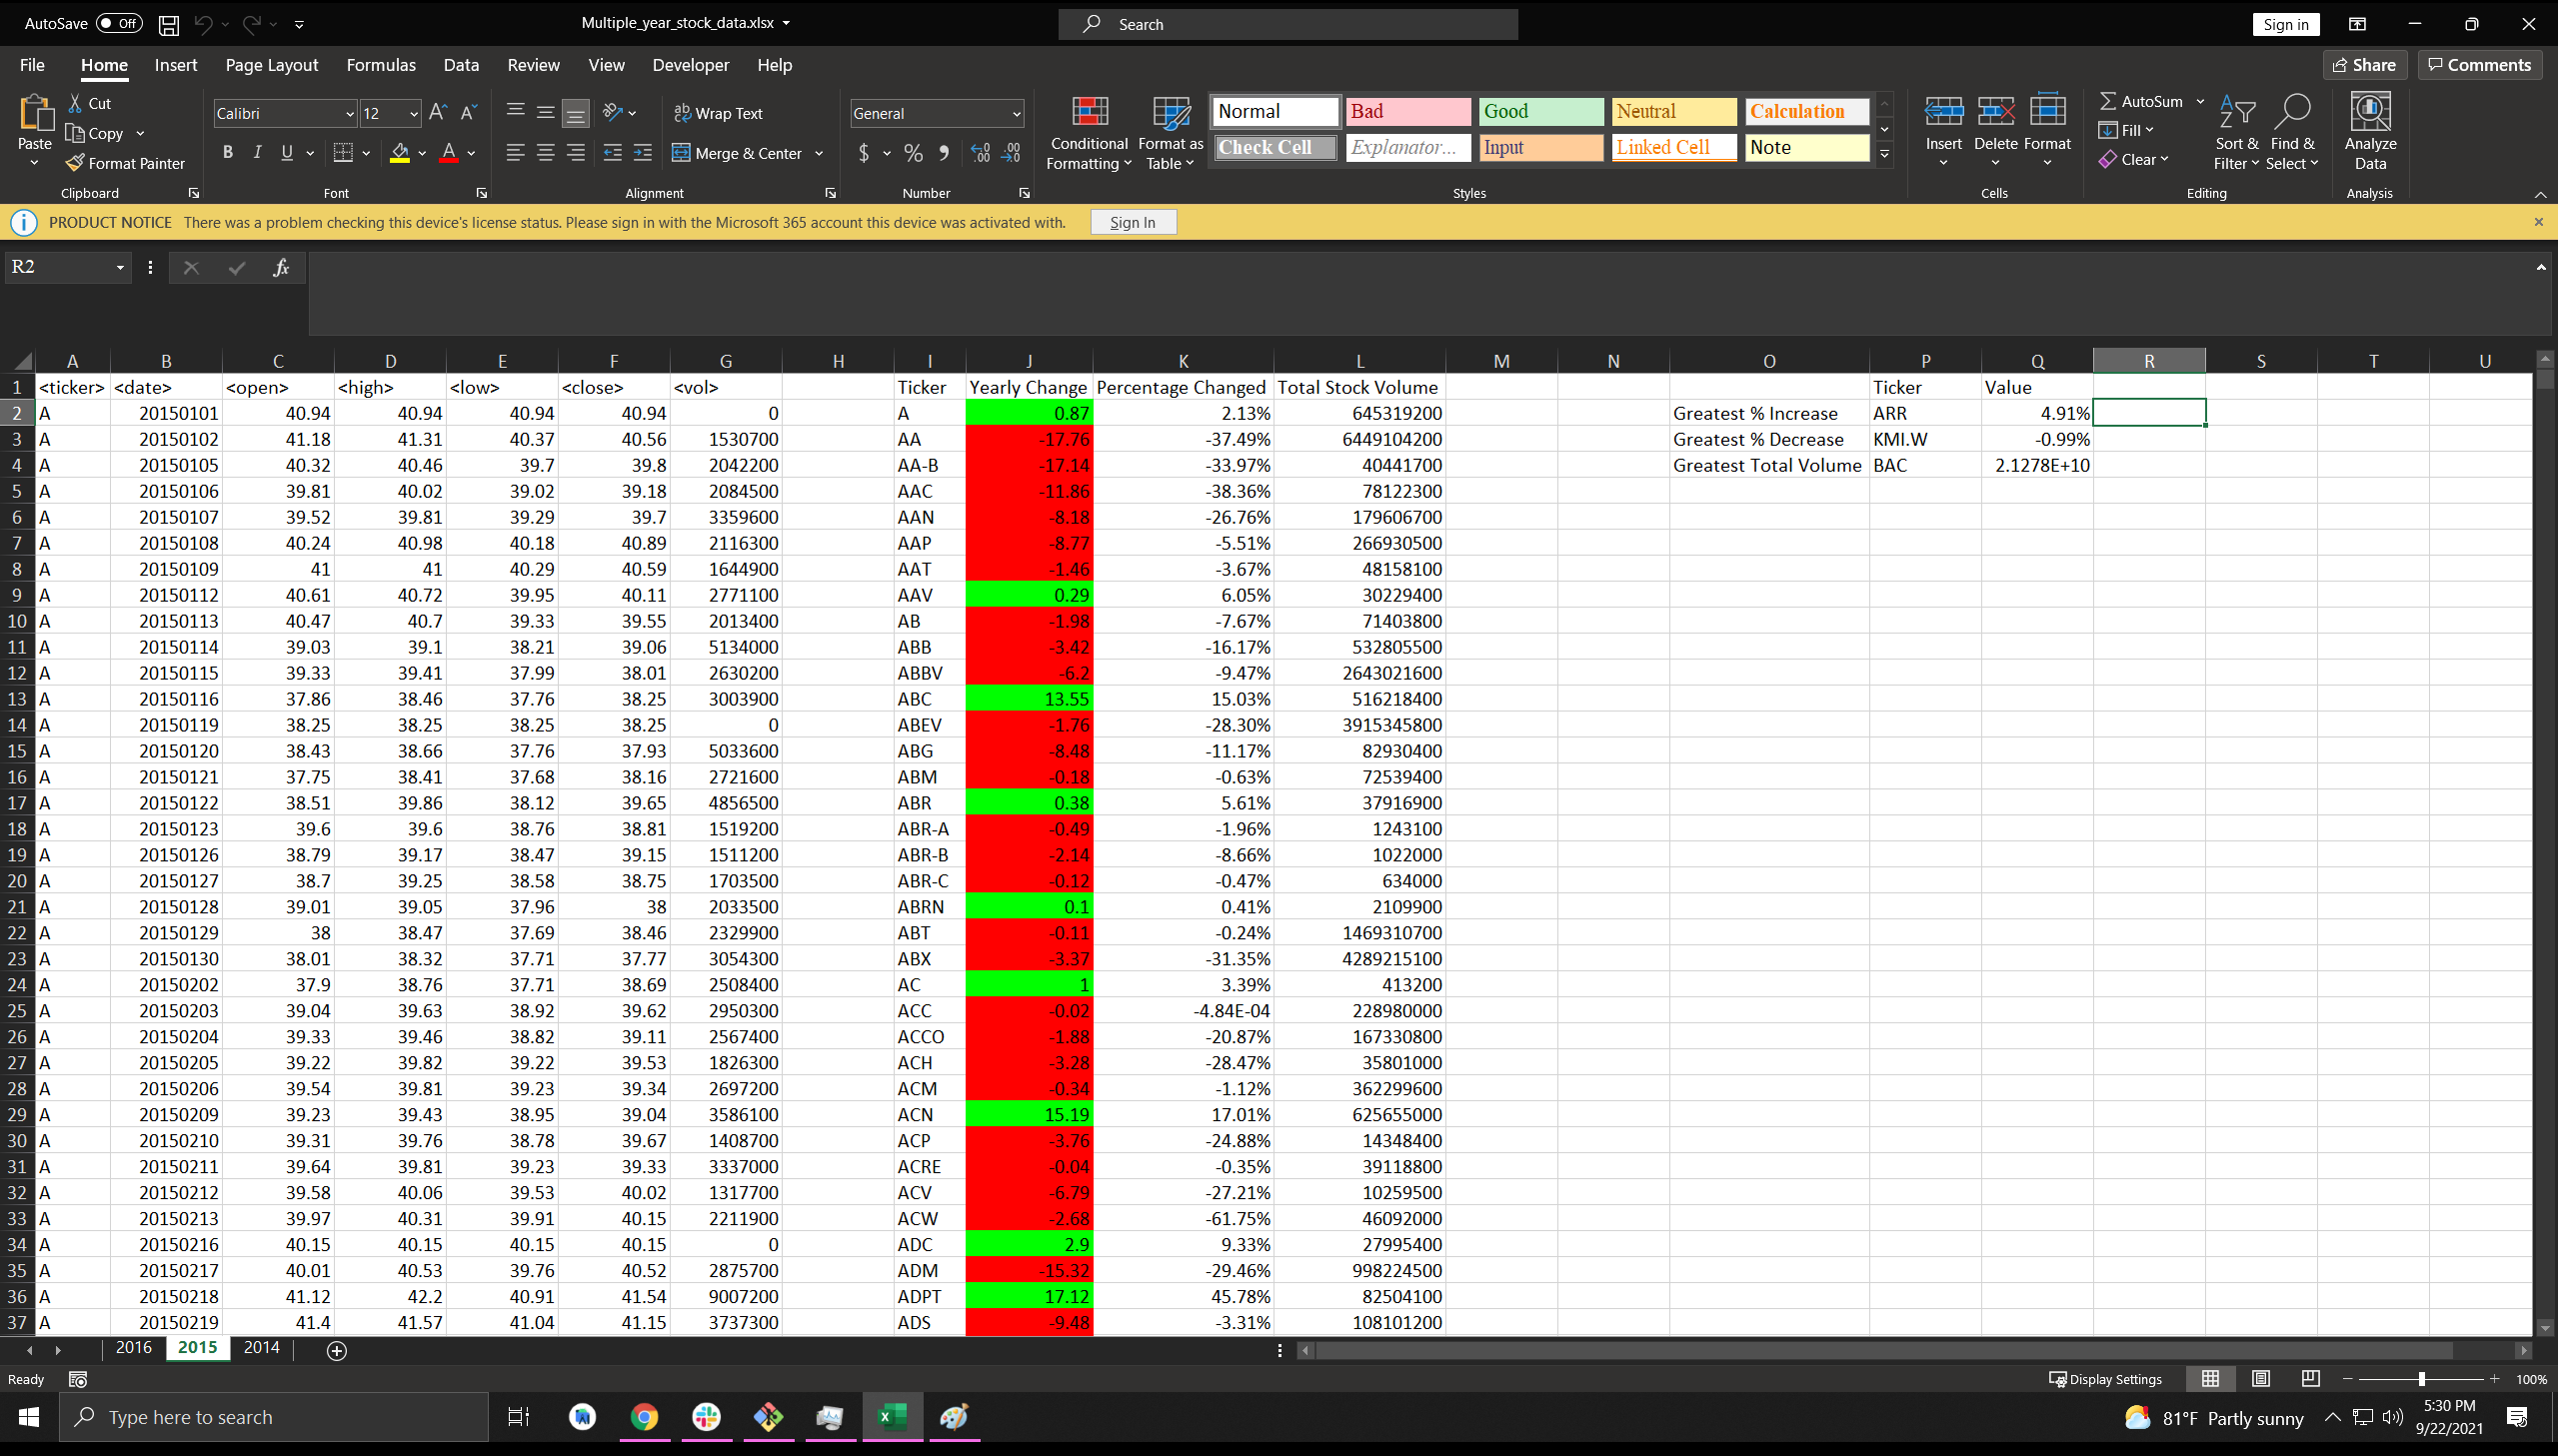 AutoSave Off Multiple_year_stock_data.xlsx Search Sign in
File Home Insert Page Layout Formulas Data Review View Developer Help Share Comments
Paste Cut Copy Format Painter Clipboard
Calibri 12 B I U A Font
Wrap Text Merge & Center Alignment
General $ % Number
Conditional Formatting Format as Table
Normal Bad Good Neutral Calculation
Check Cell Explanator... Input Linked Cell Note
Styles
Insert Delete Format Cells
AutoSum Fill Clear Sort & Filter Find & Select Editing
Analyze Data Analysis
PRODUCT NOTICE There was a problem checking this device's license status. Please sign in with the Microsoft 365 account this device was activated with. Sign In
R2 fx
A B C D E F G H I J K L M N O P Q R S T U
1 <ticker> <date> <open> <high> <low> <close> <vol> Ticker Yearly Change Percentage Changed Total Stock Volume Ticker Value
2 A 20150101 40.94 40.94 40.94 40.94 0 A 0.87 2.13% 645319200 Greatest % Increase ARR 4.91%
3 A 20150102 41.18 41.31 40.37 40.56 1530700 AA -17.76 -37.49% 6449104200 Greatest % Decrease KMI.W -0.99%
4 A 20150105 40.32 40.46 39.7 39.8 2042200 AA-B -17.14 -33.97% 40441700 Greatest Total Volume BAC 2.1278E+10
5 A 20150106 39.81 40.02 39.02 39.18 2084500 AAC -11.86 -38.36% 78122300
6 A 20150107 39.52 39.81 39.29 39.7 3359600 AAN -8.18 -26.76% 179606700
7 A 20150108 40.24 40.98 40.18 40.89 2116300 AAP -8.77 -5.51% 266930500
8 A 20150109 41 41 40.29 40.59 1644900 AAT -1.46 -3.67% 48158100
9 A 20150112 40.61 40.72 39.95 40.11 2771100 AAV 0.29 6.05% 30229400
10 A 20150113 40.47 40.7 39.33 39.55 2013400 AB -1.98 -7.67% 71403800
11 A 20150114 39.03 39.1 38.21 39.06 5134000 ABB -3.42 -16.17% 532805500
12 A 20150115 39.33 39.41 37.99 38.01 2630200 ABBV -6.2 -9.47% 2643021600
13 A 20150116 37.86 38.46 37.76 38.25 3003900 ABC 13.55 15.03% 516218400
14 A 20150119 38.25 38.25 38.25 38.25 0 ABEV -1.76 -28.30% 3915345800
15 A 20150120 38.43 38.66 37.76 37.93 5033600 ABG -8.48 -11.17% 82930400
16 A 20150121 37.75 38.41 37.68 38.16 2721600 ABM -0.18 -0.63% 72539400
17 A 20150122 38.51 39.86 38.12 39.65 4856500 ABR 0.38 5.61% 37916900
18 A 20150123 39.6 39.6 38.76 38.81 1519200 ABR-A -0.49 -1.96% 1243100
19 A 20150126 38.79 39.17 38.47 39.15 1511200 ABR-B -2.14 -8.66% 1022000
20 A 20150127 38.7 39.25 38.58 38.75 1703500 ABR-C -0.12 -0.47% 634000
21 A 20150128 39.01 39.05 37.96 38 2033500 ABRN 0.1 0.41% 2109900
22 A 20150129 38 38.47 37.69 38.46 2329900 ABT -0.11 -0.24% 1469310700
23 A 20150130 38.01 38.32 37.71 37.77 3054300 ABX -3.37 -31.35% 4289215100
24 A 20150202 37.9 38.76 37.71 38.69 2508400 AC 1 3.39% 413200
25 A 20150203 39.04 39.63 38.92 39.62 2950300 ACC -0.02 -4.84E-04 228980000
26 A 20150204 39.33 39.46 38.82 39.11 2567400 ACCO -1.88 -20.87% 167330800
27 A 20150205 39.22 39.82 39.22 39.53 1826300 ACH -3.28 -28.47% 35801000
28 A 20150206 39.54 39.81 39.23 39.34 2697200 ACM -0.34 -1.12% 362299600
29 A 20150209 39.23 39.43 38.95 39.04 3586100 ACN 15.19 17.01% 625655000
30 A 20150210 39.31 39.76 38.78 39.67 1408700 ACP -3.76 -24.88% 14348400
31 A 20150211 39.64 39.81 39.23 39.33 3337000 ACRE -0.04 -0.35% 39118800
32 A 20150212 39.58 40.06 39.53 40.02 1317700 ACV -6.79 -27.21% 10259500
33 A 20150213 39.97 40.31 39.91 40.15 2211900 ACW -2.68 -61.75% 46092000
34 A 20150216 40.15 40.15 40.15 40.15 0 ADC 2.9 9.33% 27995400
35 A 20150217 40.01 40.53 39.76 40.52 2875700 ADM -15.32 -29.46% 998224500
36 A 20150218 41.12 42.2 40.91 41.54 9007200 ADPT 17.12 45.78% 82504100
37 A 20150219 41.4 41.57 41.04 41.15 3737300 ADS -9.48 -3.31% 108101200
2016 2015 2014
Ready Display Settings 100%
Type here to search 81°F Partly sunny 5:30 PM
9/22/2021